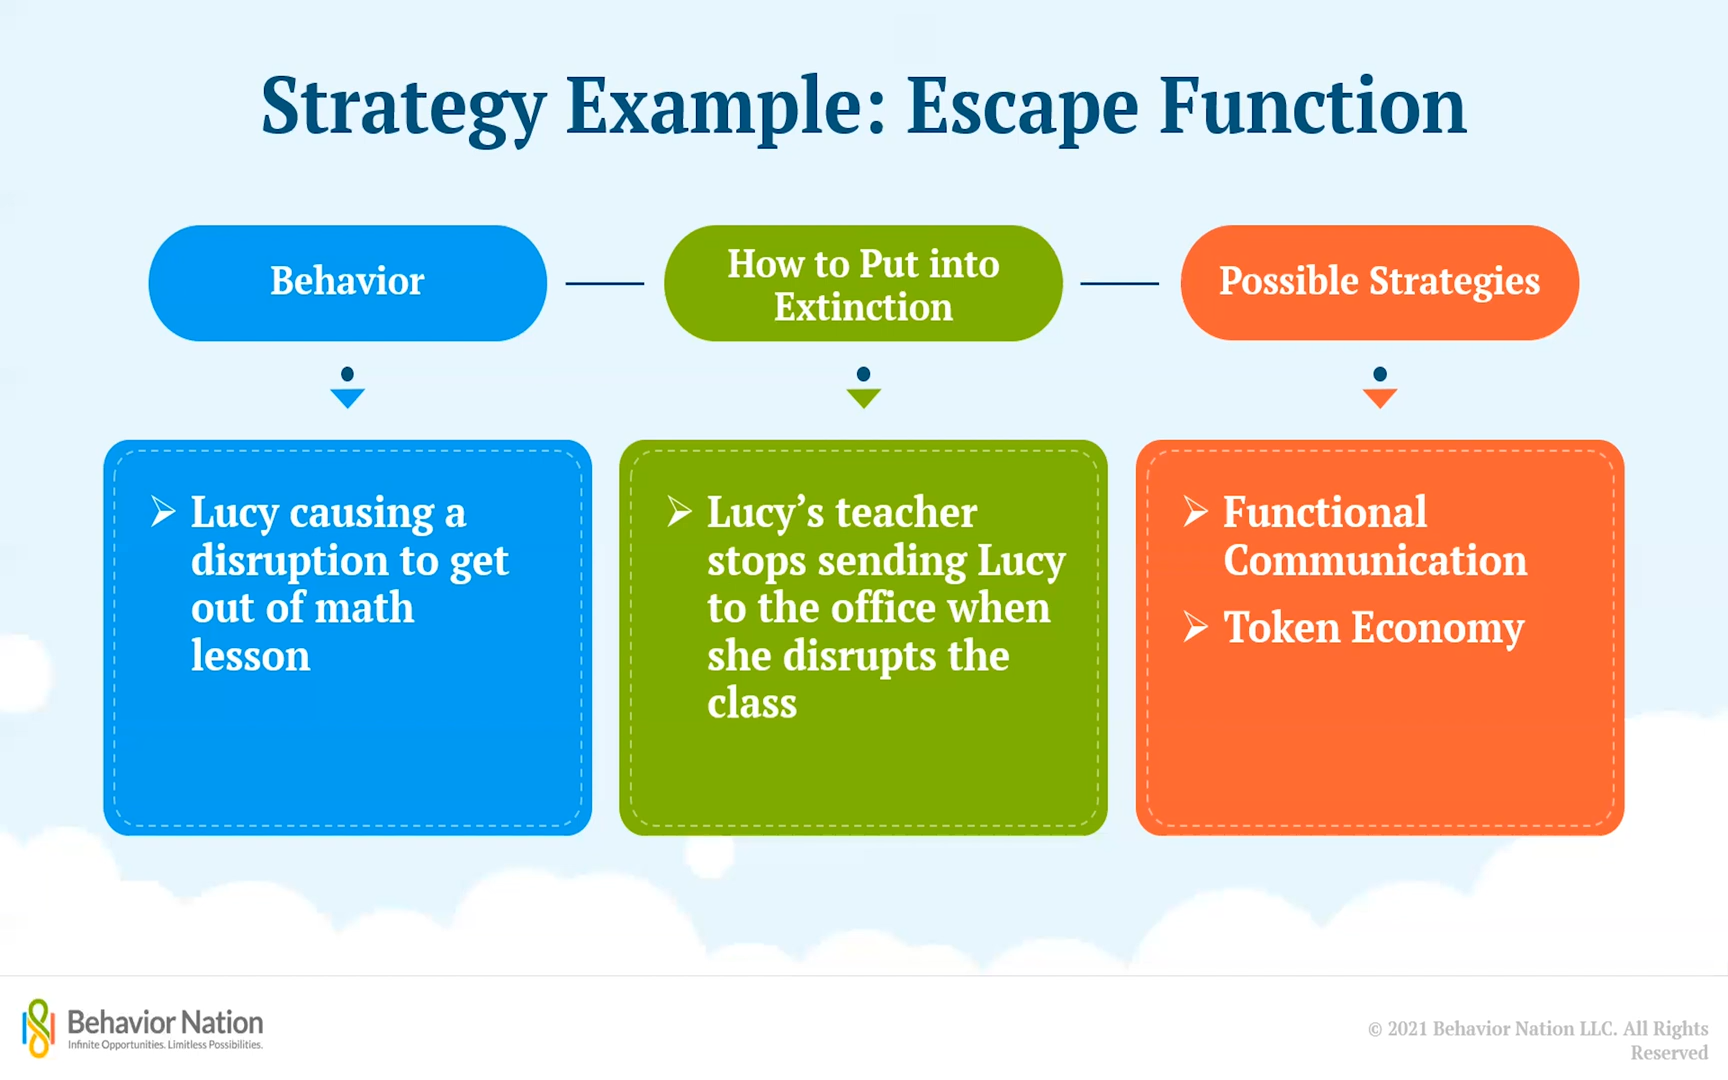 Strategy Example: Escape Function
Behavior
How to Put into
Extinction
Possible Strategies
➢ Lucy causing a
disruption to get
out of math
lesson
➢ Lucy’s teacher
stops sending Lucy
to the office when
she disrupts the
class
➢ Functional
Communication
➢ Token Economy
Behavior Nation
Infinite Opportunities. Limitless Possibilities.
© 2021 Behavior Nation LLC. All Rights
Reserved